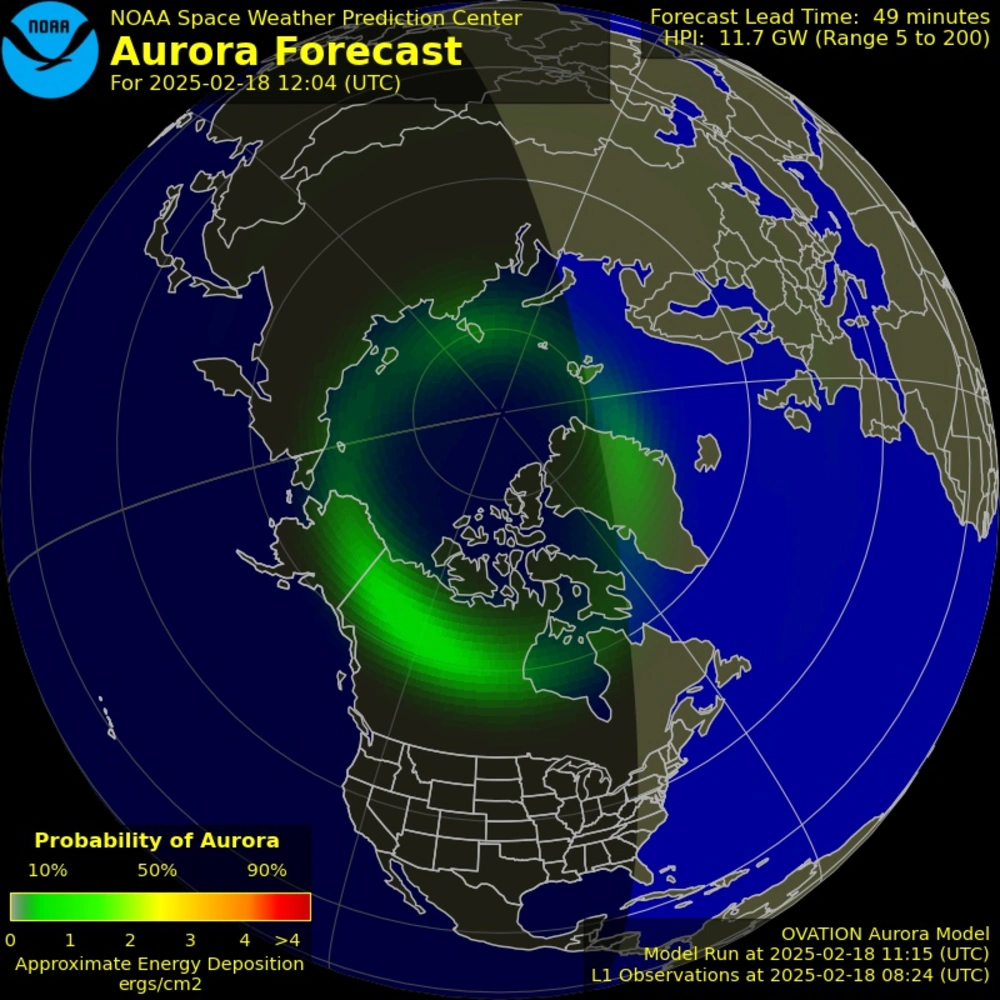 NOAA
NOAA Space Weather Prediction Center
Aurora Forecast
For 2025-02-18 12:04 (UTC)
Forecast Lead Time: 49 minutes
HPI: 11.7 GW (Range 5 to 200)
Probability of Aurora
10% 50% 90%
0 1 2 3 4 >4
Approximate Energy Deposition
ergs/cm2
OVATION Aurora Model
Model Run at 2025-02-18 11:15 (UTC)
L1 Observations at 2025-02-18 08:24 (UTC)